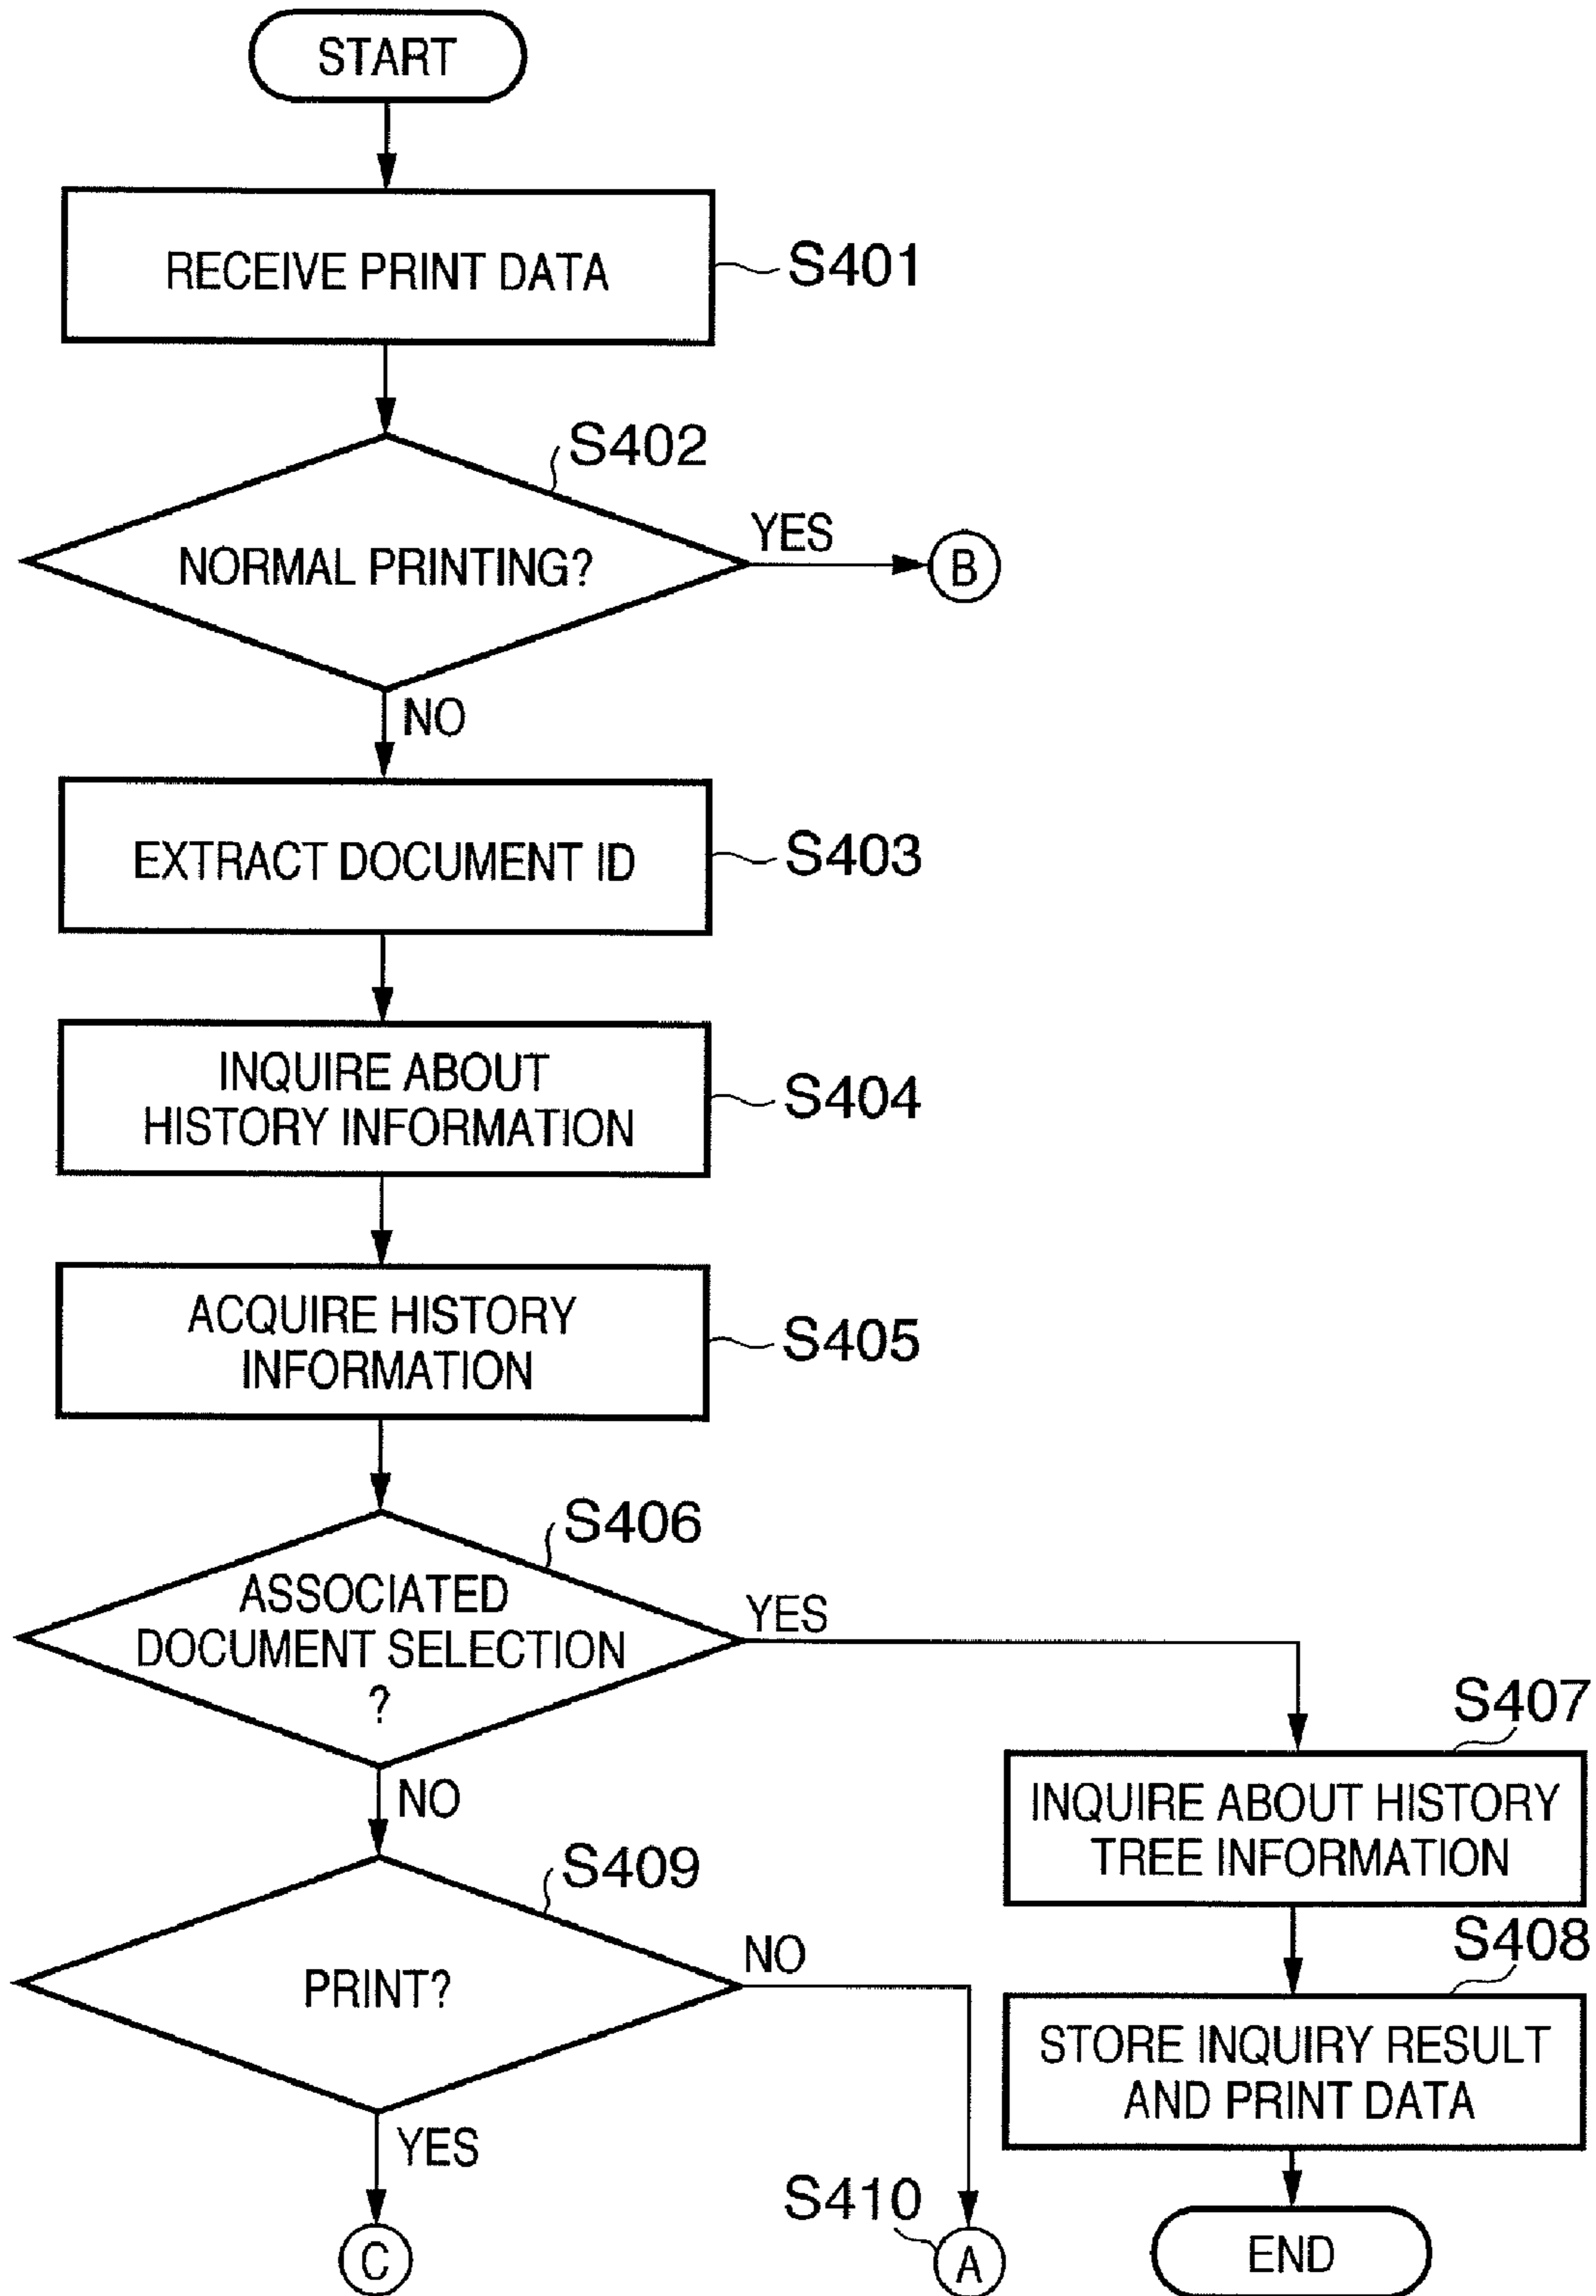 START
RECEIVE PRINT DATA
S401
S402
NORMAL PRINTING?
YES
B
NO
EXTRACT DOCUMENT ID
S403
INQUIRE ABOUT
HISTORY INFORMATION
S404
ACQUIRE HISTORY
INFORMATION
S405
S406
ASSOCIATED
DOCUMENT SELECTION
?
YES
NO
S407
INQUIRE ABOUT HISTORY
TREE INFORMATION
S408
STORE INQUIRY RESULT
AND PRINT DATA
END
S409
PRINT?
NO
YES
C
S410
A